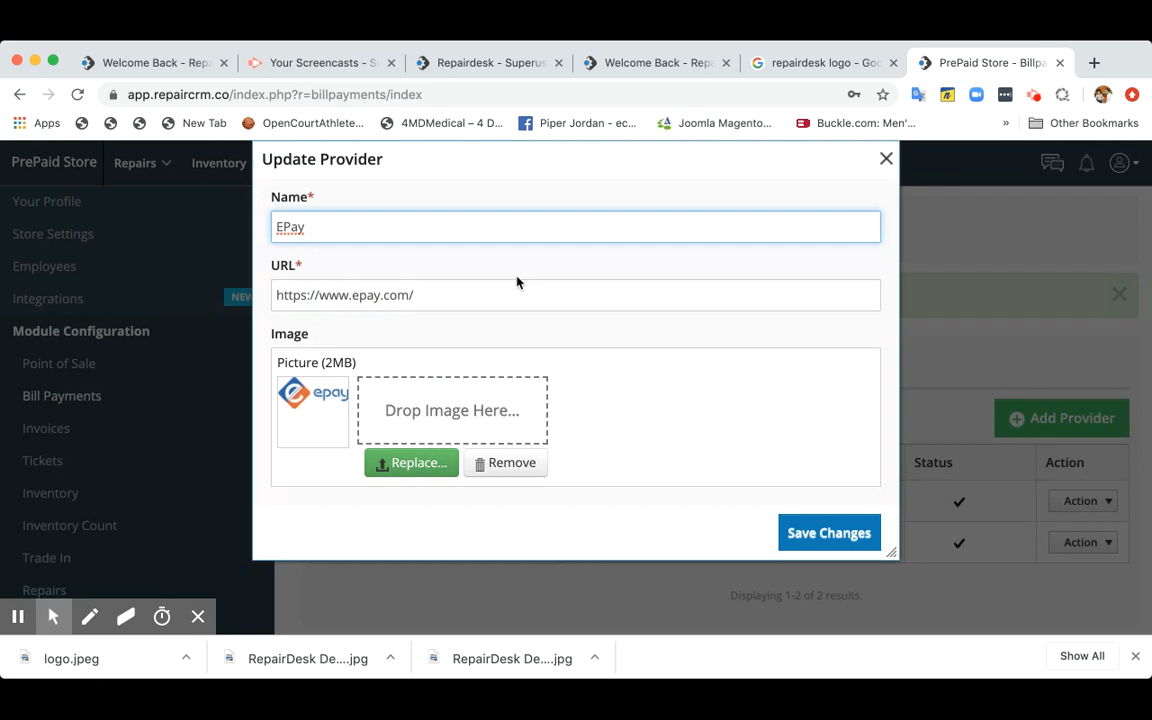 Welcome Back - Repa
Your Screencasts - S
Repairdesk - Superus
Welcome Back - Repa
repairdesk logo - Goo
PrePaid Store - Billpa
app.repaircrm.co/index.php?r=billpayments/index
Apps
New Tab
OpenCourtAthlete...
4MDMedical – 4 D...
Piper Jordan - ec...
Joomla Magento...
Buckle.com: Men'...
»
Other Bookmarks
PrePaid Store
Repairs
Inventory
Your Profile
Store Settings
Employees
Integrations
NEW
Module Configuration
Point of Sale
Bill Payments
Invoices
Tickets
Inventory
Inventory Count
Trade In
Repairs
Update Provider
Name*
EPay
URL*
https://www.epay.com/
Image
Picture (2MB)
epay
Drop Image Here...
Replace...
Remove
Save Changes
Add Provider
Status
Action
Action
Action
Displaying 1-2 of 2 results.
logo.jpeg
RepairDesk De....jpg
RepairDesk De....jpg
Show All